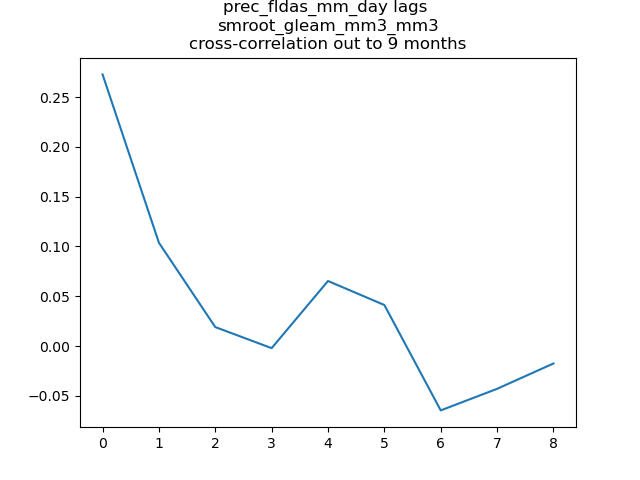 prec_fldas_mm_day lags
smroot_gleam_mm3_mm3
cross-correlation out to 9 months
0.25
0.20
0.15
0.10
0.05
0.00
−0.05
0 1 2 3 4 5 6 7 8